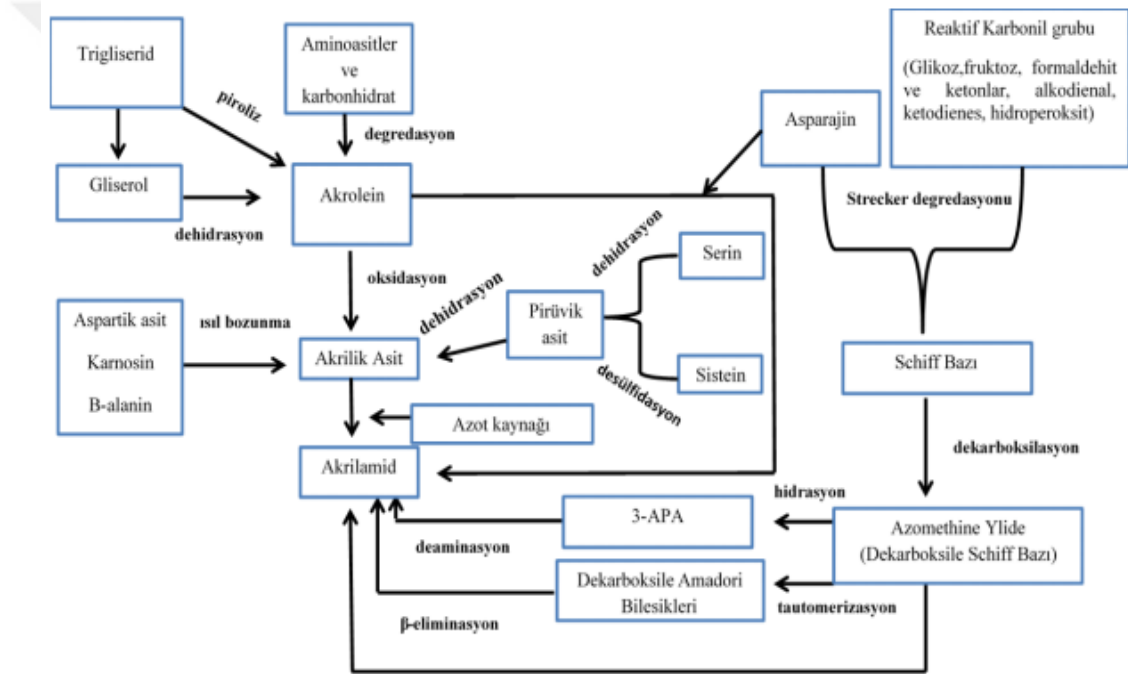 Trigliserid
Aminoasitler
ve
karbonhidrat
Reaktif Karbonil grubu
(Glikoz,fruktoz, formaldehit
ve ketonlar, alkodienal,
ketodienes, hidroperoksit)
piroliz
degredasyon
Asparajin
Gliserol
Akrolein
dehidrasyon
Strecker degredasyonu
oksidasyon
dehidrasyon
Serin
dehidrasyon
Pirüvik
asit
Aspartik asit
Karnosin
B-alanin
ısıl bozunma
Akrilik Asit
Sistein
desülfidasyon
Schiff Bazı
Azot kaynağı
dekarboksilasyon
Akrilamid
hidrasyon
3-APA
deaminasyon
Azomethine Ylide
(Dekarboksile Schiff Bazı)
Dekarboksile Amadori
Bilesikleri
tautomerizasyon
β-eliminasyon